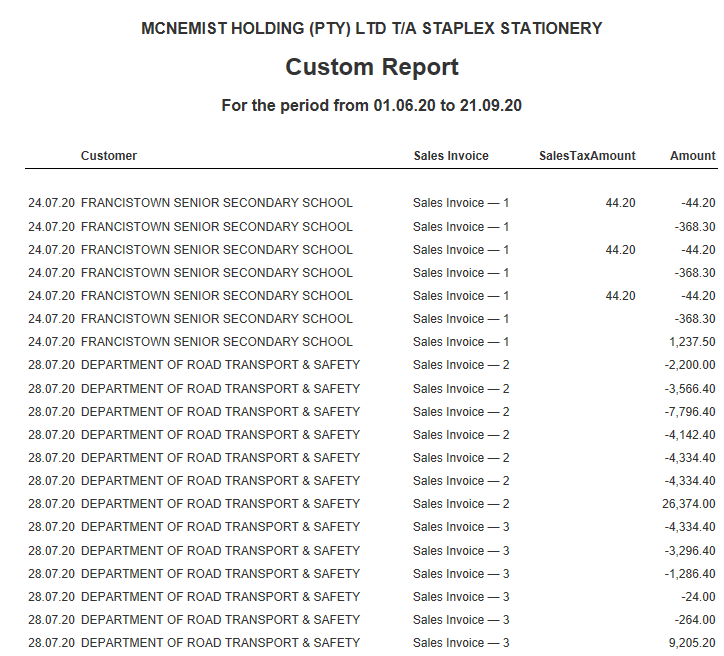 MCNEMIST HOLDING (PTY) LTD T/A STAPLEX STATIONERY
Custom Report
For the period from 01.06.20 to 21.09.20
Customer Sales Invoice SalesTaxAmount Amount
24.07.20 FRANCISTOWN SENIOR SECONDARY SCHOOL Sales Invoice — 1 44.20 -44.20
24.07.20 FRANCISTOWN SENIOR SECONDARY SCHOOL Sales Invoice — 1 -368.30
24.07.20 FRANCISTOWN SENIOR SECONDARY SCHOOL Sales Invoice — 1 44.20 -44.20
24.07.20 FRANCISTOWN SENIOR SECONDARY SCHOOL Sales Invoice — 1 -368.30
24.07.20 FRANCISTOWN SENIOR SECONDARY SCHOOL Sales Invoice — 1 44.20 -44.20
24.07.20 FRANCISTOWN SENIOR SECONDARY SCHOOL Sales Invoice — 1 -368.30
24.07.20 FRANCISTOWN SENIOR SECONDARY SCHOOL Sales Invoice — 1 1,237.50
28.07.20 DEPARTMENT OF ROAD TRANSPORT & SAFETY Sales Invoice — 2 -2,200.00
28.07.20 DEPARTMENT OF ROAD TRANSPORT & SAFETY Sales Invoice — 2 -3,566.40
28.07.20 DEPARTMENT OF ROAD TRANSPORT & SAFETY Sales Invoice — 2 -7,796.40
28.07.20 DEPARTMENT OF ROAD TRANSPORT & SAFETY Sales Invoice — 2 -4,142.40
28.07.20 DEPARTMENT OF ROAD TRANSPORT & SAFETY Sales Invoice — 2 -4,334.40
28.07.20 DEPARTMENT OF ROAD TRANSPORT & SAFETY Sales Invoice — 2 -4,334.40
28.07.20 DEPARTMENT OF ROAD TRANSPORT & SAFETY Sales Invoice — 2 26,374.00
28.07.20 DEPARTMENT OF ROAD TRANSPORT & SAFETY Sales Invoice — 3 -4,334.40
28.07.20 DEPARTMENT OF ROAD TRANSPORT & SAFETY Sales Invoice — 3 -3,296.40
28.07.20 DEPARTMENT OF ROAD TRANSPORT & SAFETY Sales Invoice — 3 -1,286.40
28.07.20 DEPARTMENT OF ROAD TRANSPORT & SAFETY Sales Invoice — 3 -24.00
28.07.20 DEPARTMENT OF ROAD TRANSPORT & SAFETY Sales Invoice — 3 -264.00
28.07.20 DEPARTMENT OF ROAD TRANSPORT & SAFETY Sales Invoice — 3 9,205.20